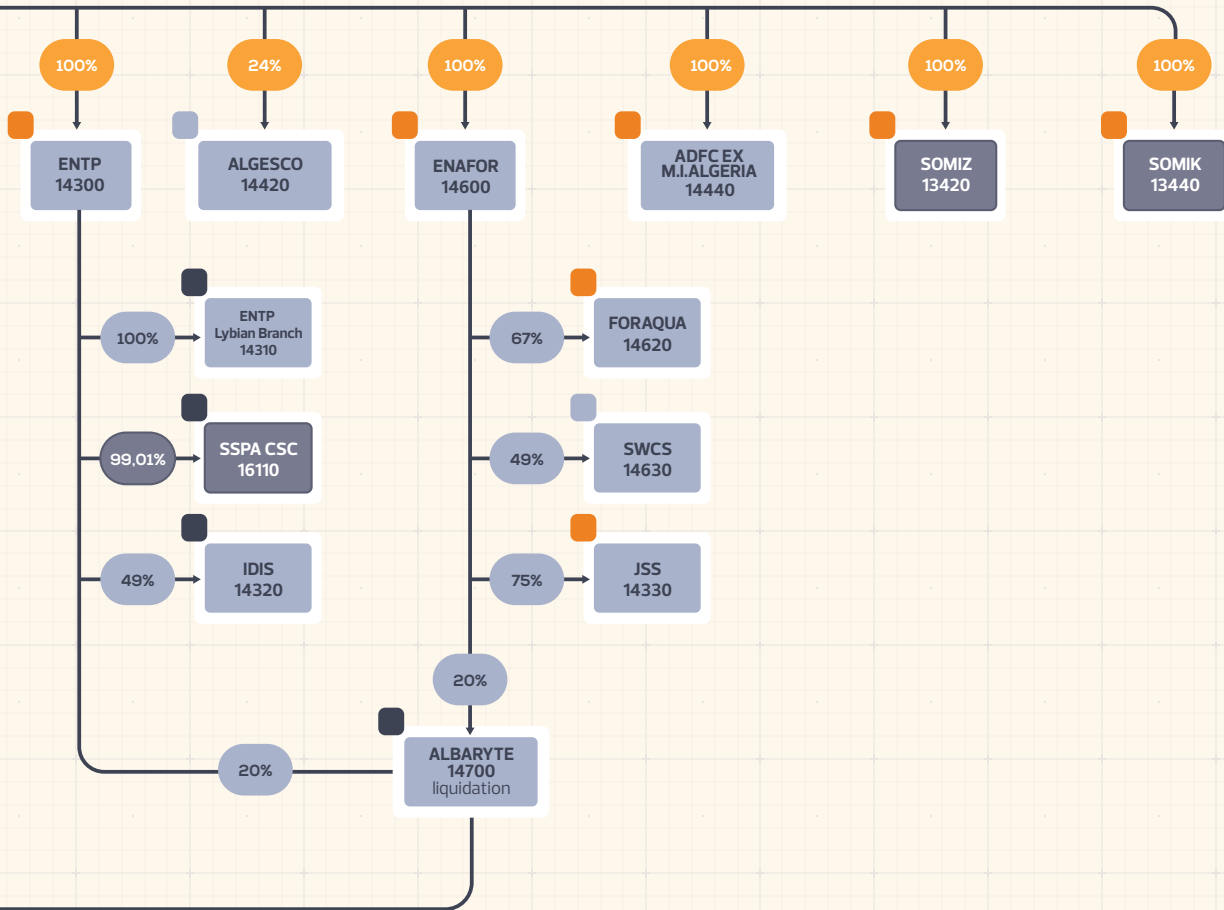 100%
24%
100%
100%
100%
100%
ENTP
14300
ALGESCO
14420
ENAFOR
14600
ADFC EX
M.I.ALGERIA
14440
SOMIZ
13420
SOMIK
13440
100%
ENTP
Lybian Branch
14310
67%
FORAQUA
14620
99,01%
SSPA CSC
16110
49%
SWCS
14630
49%
IDIS
14320
75%
JSS
14330
20%
20%
ALBARYTE
14700
liquidation